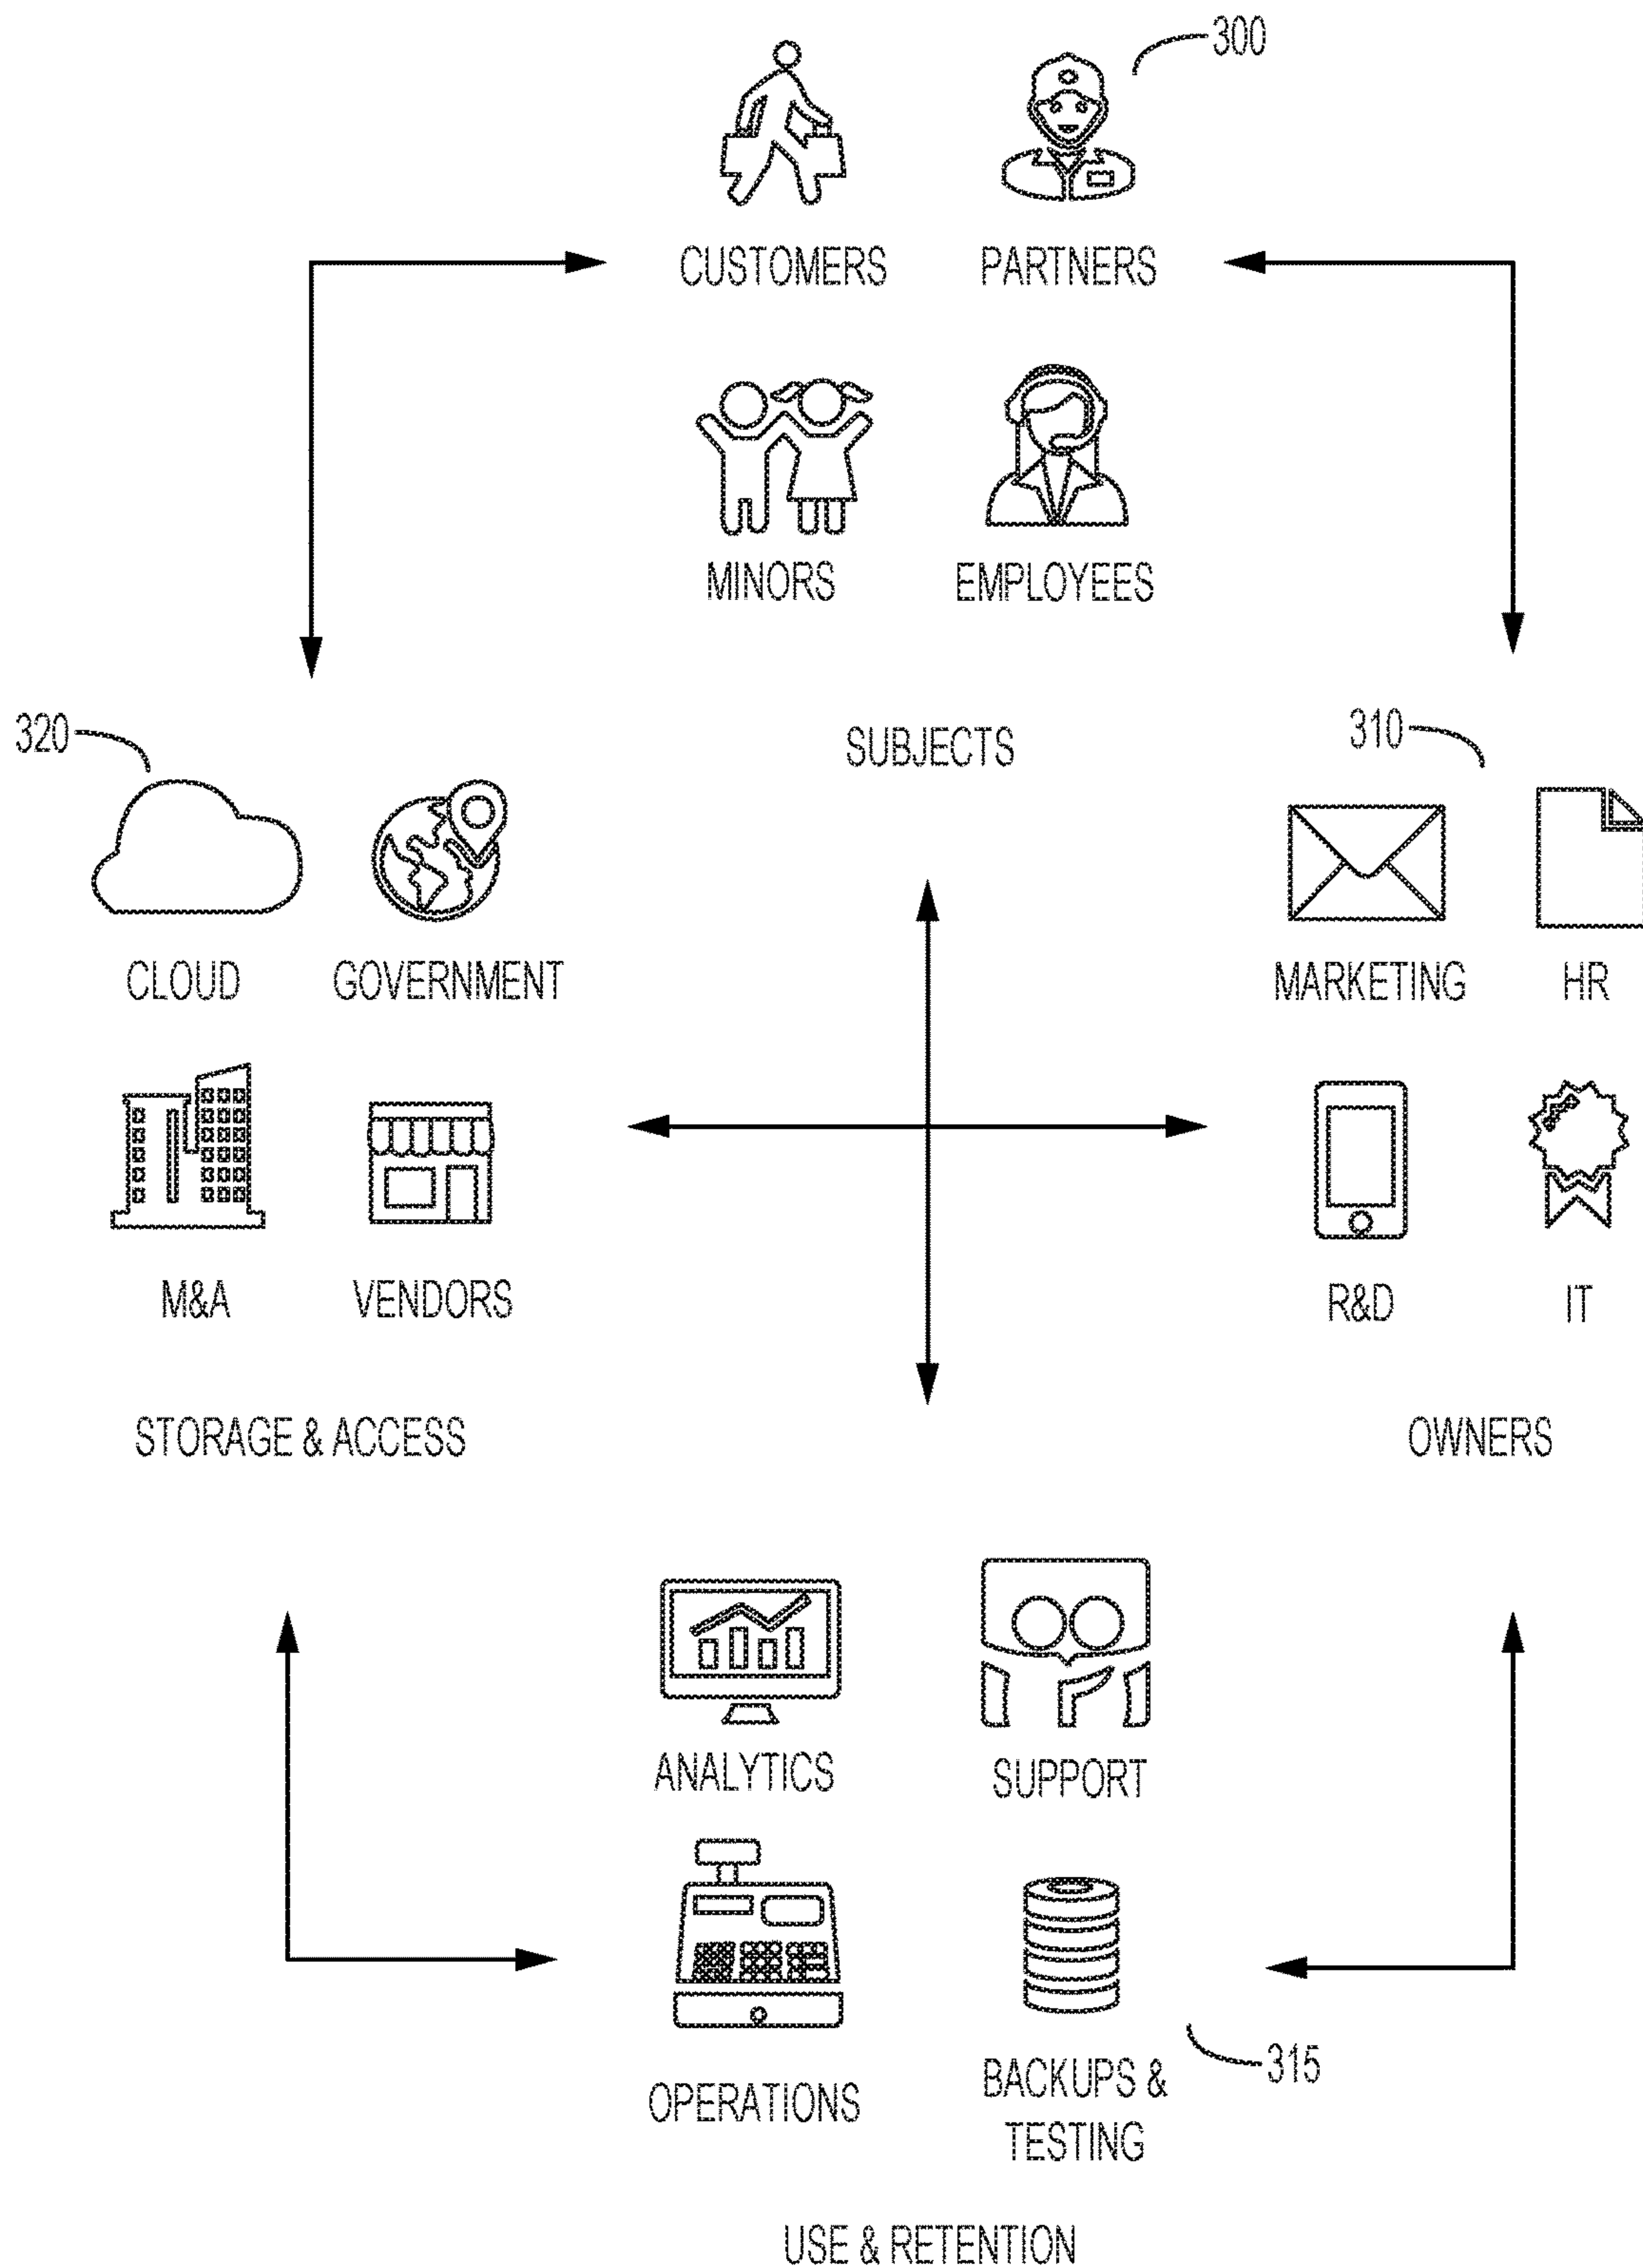 300
CUSTOMERS
PARTNERS
MINORS
EMPLOYEES
SUBJECTS
320
CLOUD
GOVERNMENT
M&A
VENDORS
STORAGE & ACCESS
310
MARKETING
HR
R&D
IT
OWNERS
ANALYTICS
SUPPORT
OPERATIONS
BACKUPS &
TESTING
315
USE & RETENTION